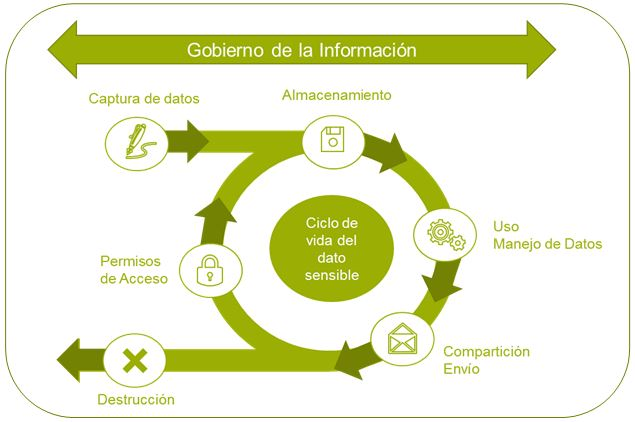 Gobierno de la Información
Captura de datos
Almacenamiento
Ciclo de
vida del
dato
sensible
Uso
Manejo de Datos
Permisos
de Acceso
Compartición
Envío
Destrucción